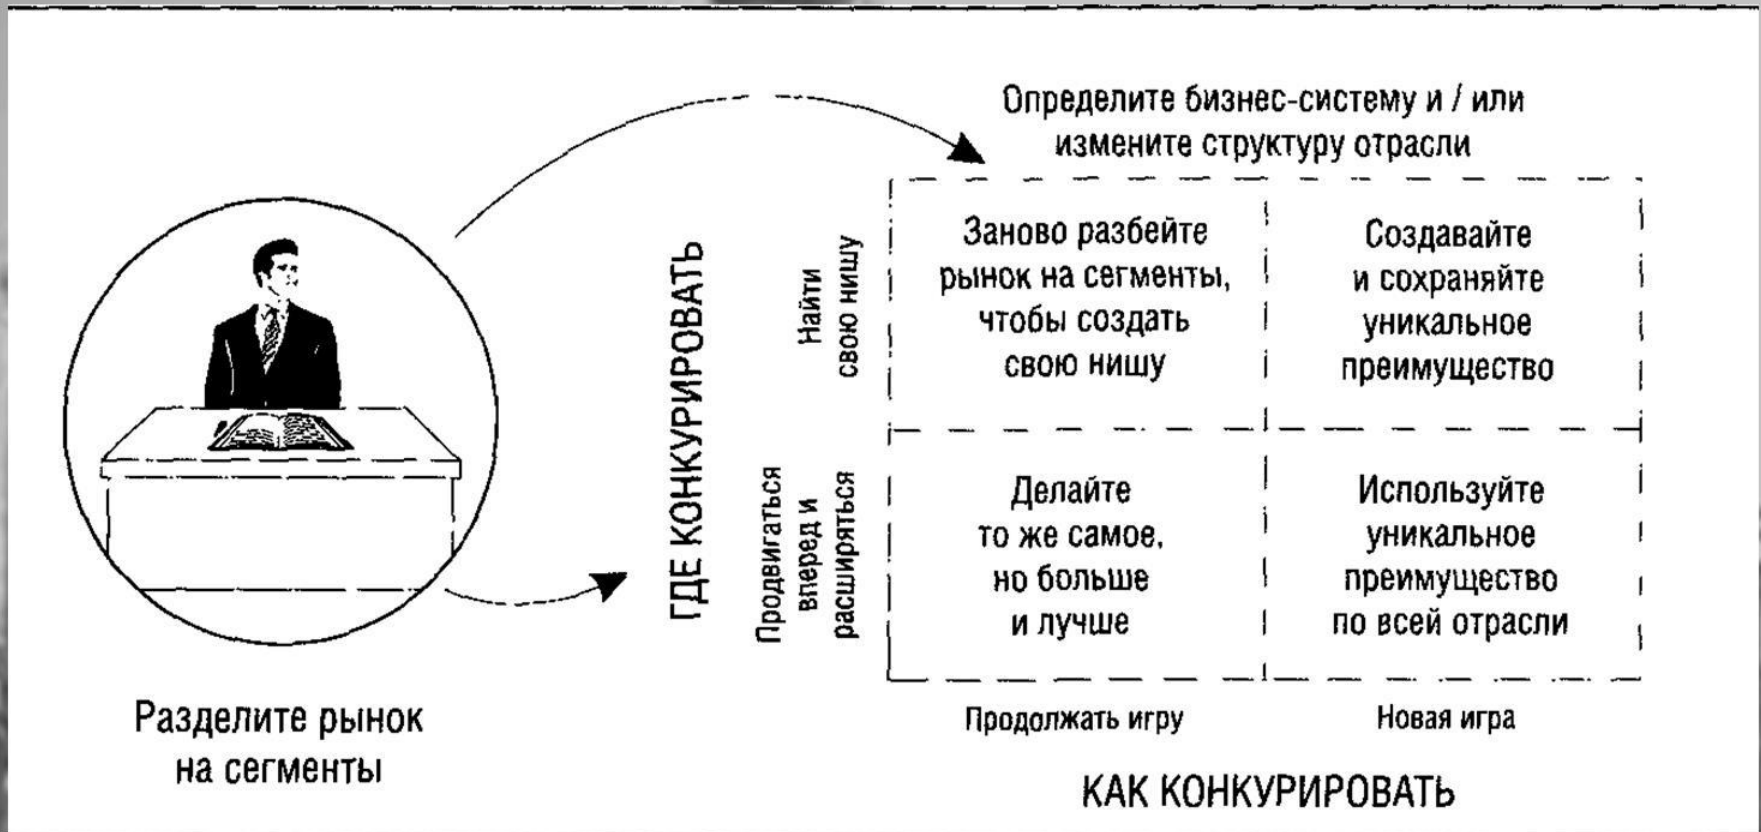 Определите бизнес-систему и / или
измените структуру отрасли
ГДЕ КОНКУРИРОВАТЬ
Найти
свою нишу
Заново разбейте
рынок на сегменты,
чтобы создать
свою нишу
Создавайте
и сохраняйте
уникальное
преимущество
Продвигаться
вперед и
расширяться
Делайте
то же самое,
но больше
и лучше
Используйте
уникальное
преимущество
по всей отрасли
Продолжать игру
Новая игра
КАК КОНКУРИРОВАТЬ
Разделите рынок
на сегменты